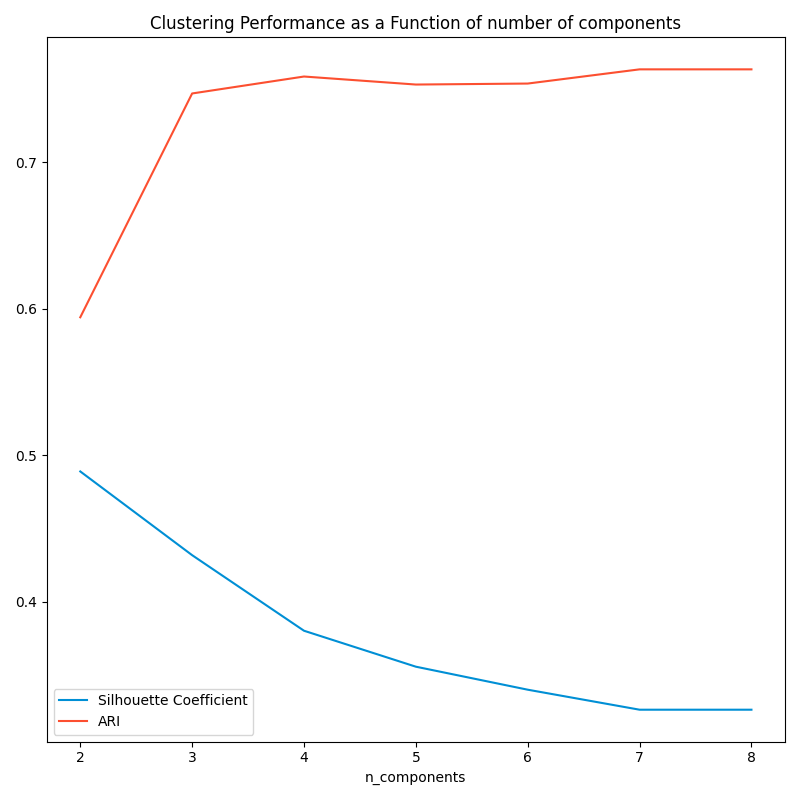 Clustering Performance as a Function of number of components
0.7
0.6
0.5
0.4
Silhouette Coefficient
ARI
2 3 4 5 6 7 8
n_components